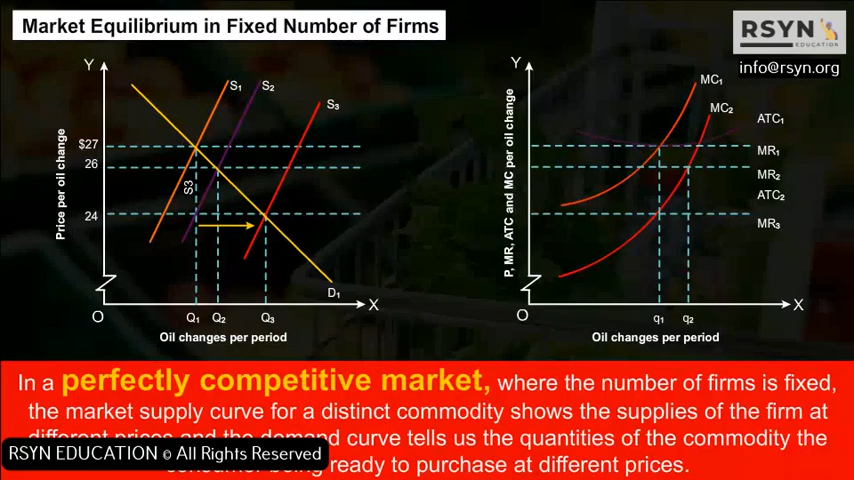 Market Equilibrium in Fixed Number of Firms
RSYN
EDUCATION
info@rsyn.org
Y
S₁
S₂
S₃
$27
26
24
S3
Price per oil change
O
Q₁
Q₂
Q₃
D₁
X
Oil changes per period
Y
MC₁
MC₂
ATC₁
MR₁
MR₂
ATC₂
MR₃
P, MR, ATC and MC per oil change
O
q₁
q₂
X
Oil changes per period
In a perfectly competitive market, where the number of firms is fixed,
the market supply curve for a distinct commodity shows the supplies of the firm at
different prices and the demand curve tells us the quantities of the commodity the
being ready to purchase at different prices.
RSYN EDUCATION © All Rights Reserved